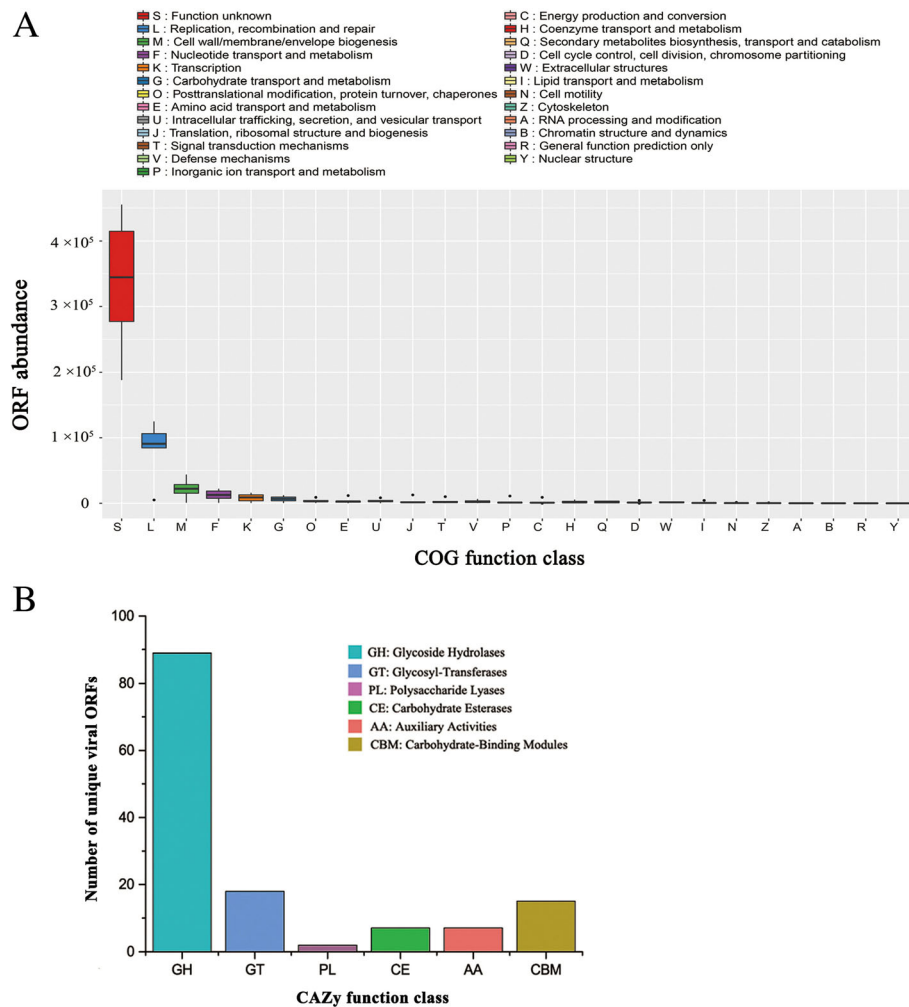 A
S : Function unknown
L : Replication, recombination and repair
M : Cell wall/membrane/envelope biogenesis
F : Nucleotide transport and metabolism
K : Transcription
G : Carbohydrate transport and metabolism
O : Posttranslational modification, protein turnover, chaperones
E : Amino acid transport and metabolism
U : Intracellular trafficking, secretion, and vesicular transport
J : Translation, ribosomal structure and biogenesis
T : Signal transduction mechanisms
V : Defense mechanisms
P : Inorganic ion transport and metabolism
C : Energy production and conversion
H : Coenzyme transport and metabolism
Q : Secondary metabolites biosynthesis, transport and catabolism
D : Cell cycle control, cell division, chromosome partitioning
W : Extracellular structures
I : Lipid transport and metabolism
N : Cell motility
Z : Cytoskeleton
A : RNA processing and modification
B : Chromatin structure and dynamics
R : General function prediction only
Y : Nuclear structure
ORF abundance
4 ×10⁵
3 ×10⁵
2 ×10⁵
1 ×10⁵
0
S L M F K G O E U J T V P C H Q D W I N Z A B R Y
COG function class
B
Number of unique viral ORFs
100
80
60
40
20
0
GH: Glycoside Hydrolases
GT: Glycosyl-Transferases
PL: Polysaccharide Lyases
CE: Carbohydrate Esterases
AA: Auxiliary Activities
CBM: Carbohydrate-Binding Modules
GH GT PL CE AA CBM
CAZy function class